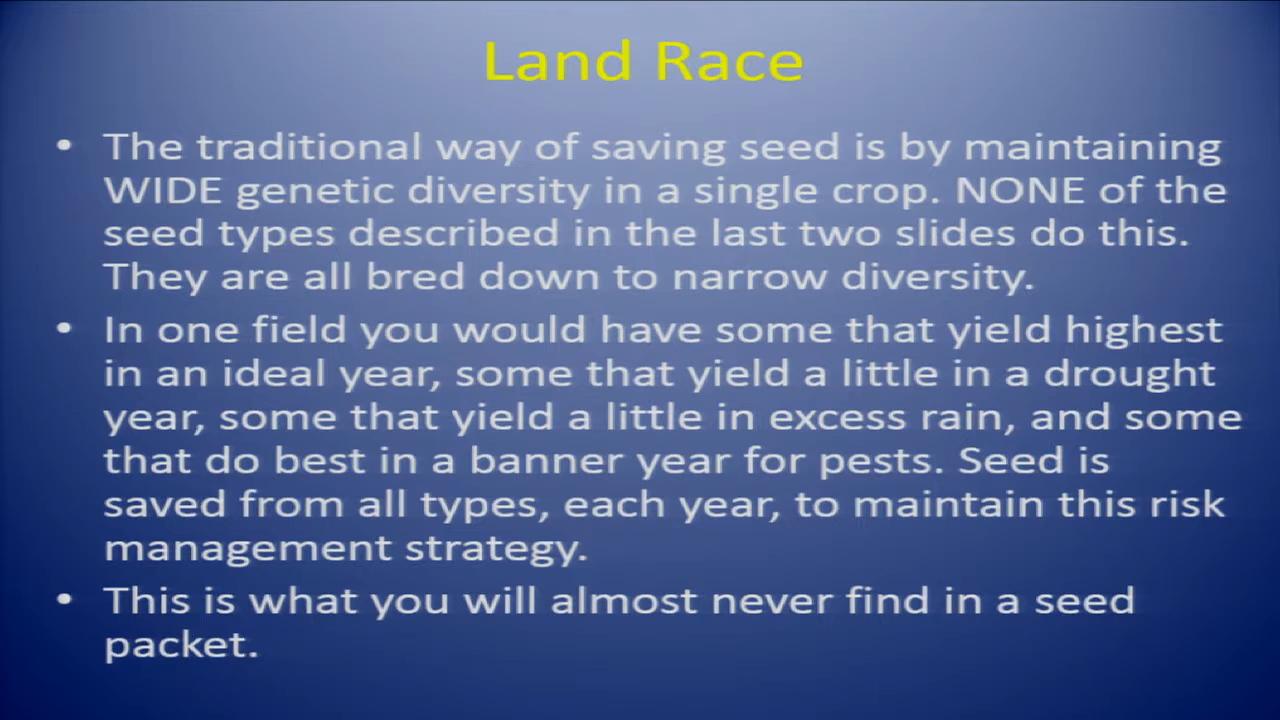 Land Race
• The traditional way of saving seed is by maintaining
WIDE genetic diversity in a single crop. NONE of the
seed types described in the last two slides do this.
They are all bred down to narrow diversity.
• In one field you would have some that yield highest
in an ideal year, some that yield a little in a drought
year, some that yield a little in excess rain, and some
that do best in a banner year for pests. Seed is
saved from all types, each year, to maintain this risk
management strategy.
• This is what you will almost never find in a seed
packet.